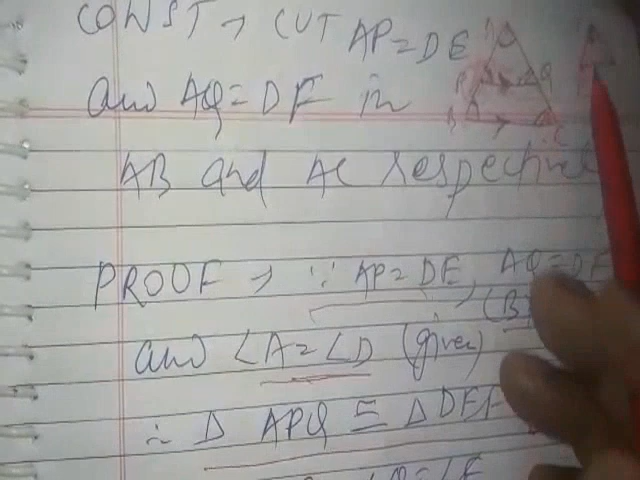 CONST → CUT AP=DE
and AQ=DF in
AB and AC respective
PROOF → ∵ AP=DE, AQ=DF
(By
and ∠A=∠D (given)
∴ Δ APQ ≅ Δ DEF